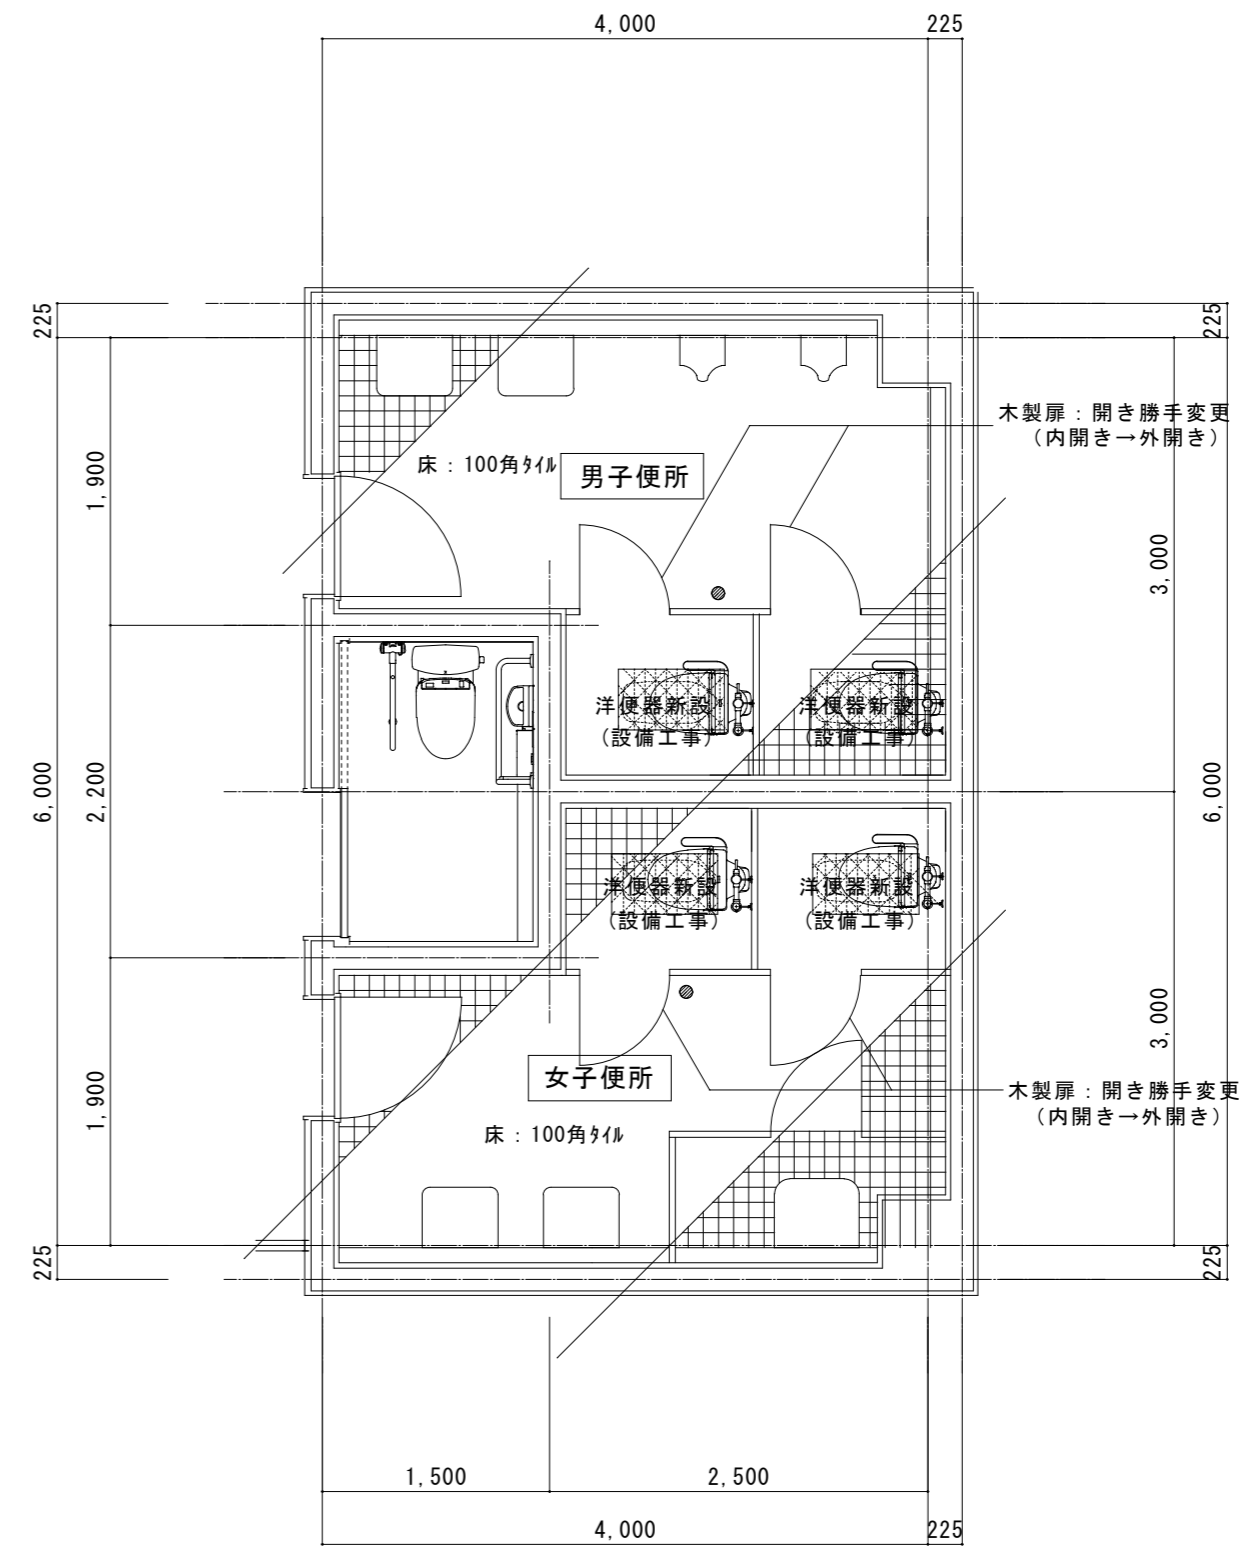 4,000
225
225
225
木製扉：開き勝手変更
（内開き→外開き）
床：100角ﾀｲﾙ
男子便所
1,900
3,000
洋便器新設
（設備工事）
洋便器新設
（設備工事）
6,000
2,200
6,000
洋便器新設
（設備工事）
洋便器新設
（設備工事）
3,000
女子便所
木製扉：開き勝手変更
（内開き→外開き）
1,900
床：100角ﾀｲﾙ
225
225
1,500
2,500
4,000
225